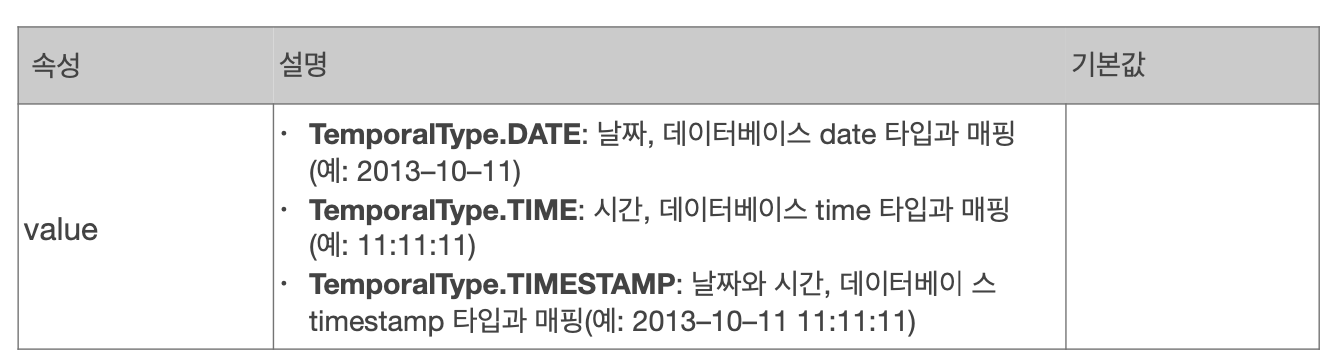 속성 설명 기본값
· TemporalType.DATE: 날짜, 데이터베이스 date 타입과 매핑
(예: 2013–10–11)
· TemporalType.TIME: 시간, 데이터베이스 time 타입과 매핑
(예: 11:11:11)
value
· TemporalType.TIMESTAMP: 날짜와 시간, 데이터베이 스
timestamp 타입과 매핑(예: 2013–10–11 11:11:11)